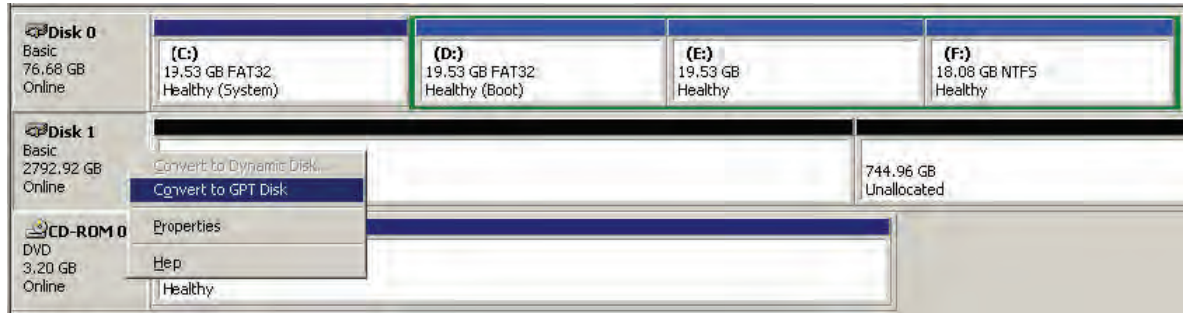 Disk 0
Basic
76.68 GB
Online
(C:)
19.53 GB FAT32
Healthy (System)
(D:)
19.53 GB FAT32
Healthy (Boot)
(E:)
19.53 GB
Healthy
(F:)
18.08 GB NTFS
Healthy
Disk 1
Basic
2792.92 GB
Online
744.96 GB
Unallocated
Convert to Dynamic Disk...
Convert to GPT Disk
Properties
Hep
CD-ROM 0
DVD
3.20 GB
Online
Healthy